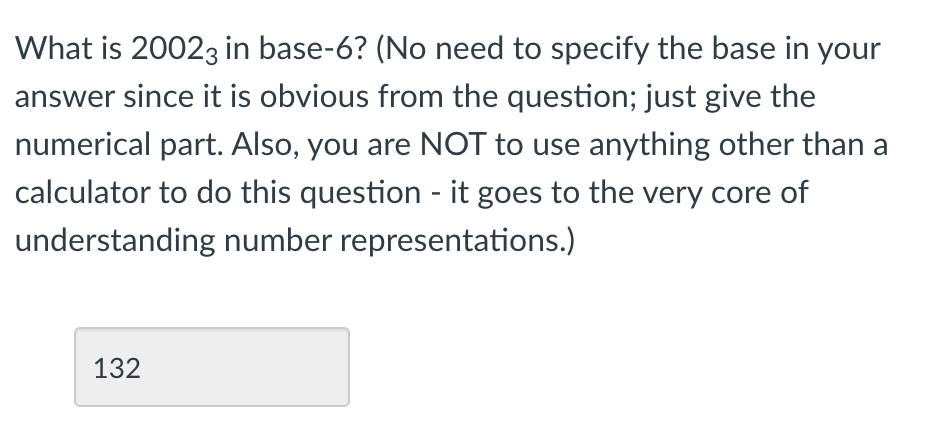 What is 2002₃ in base-6? (No need to specify the base in your
answer since it is obvious from the question; just give the
numerical part. Also, you are NOT to use anything other than a
calculator to do this question - it goes to the very core of
understanding number representations.)
132